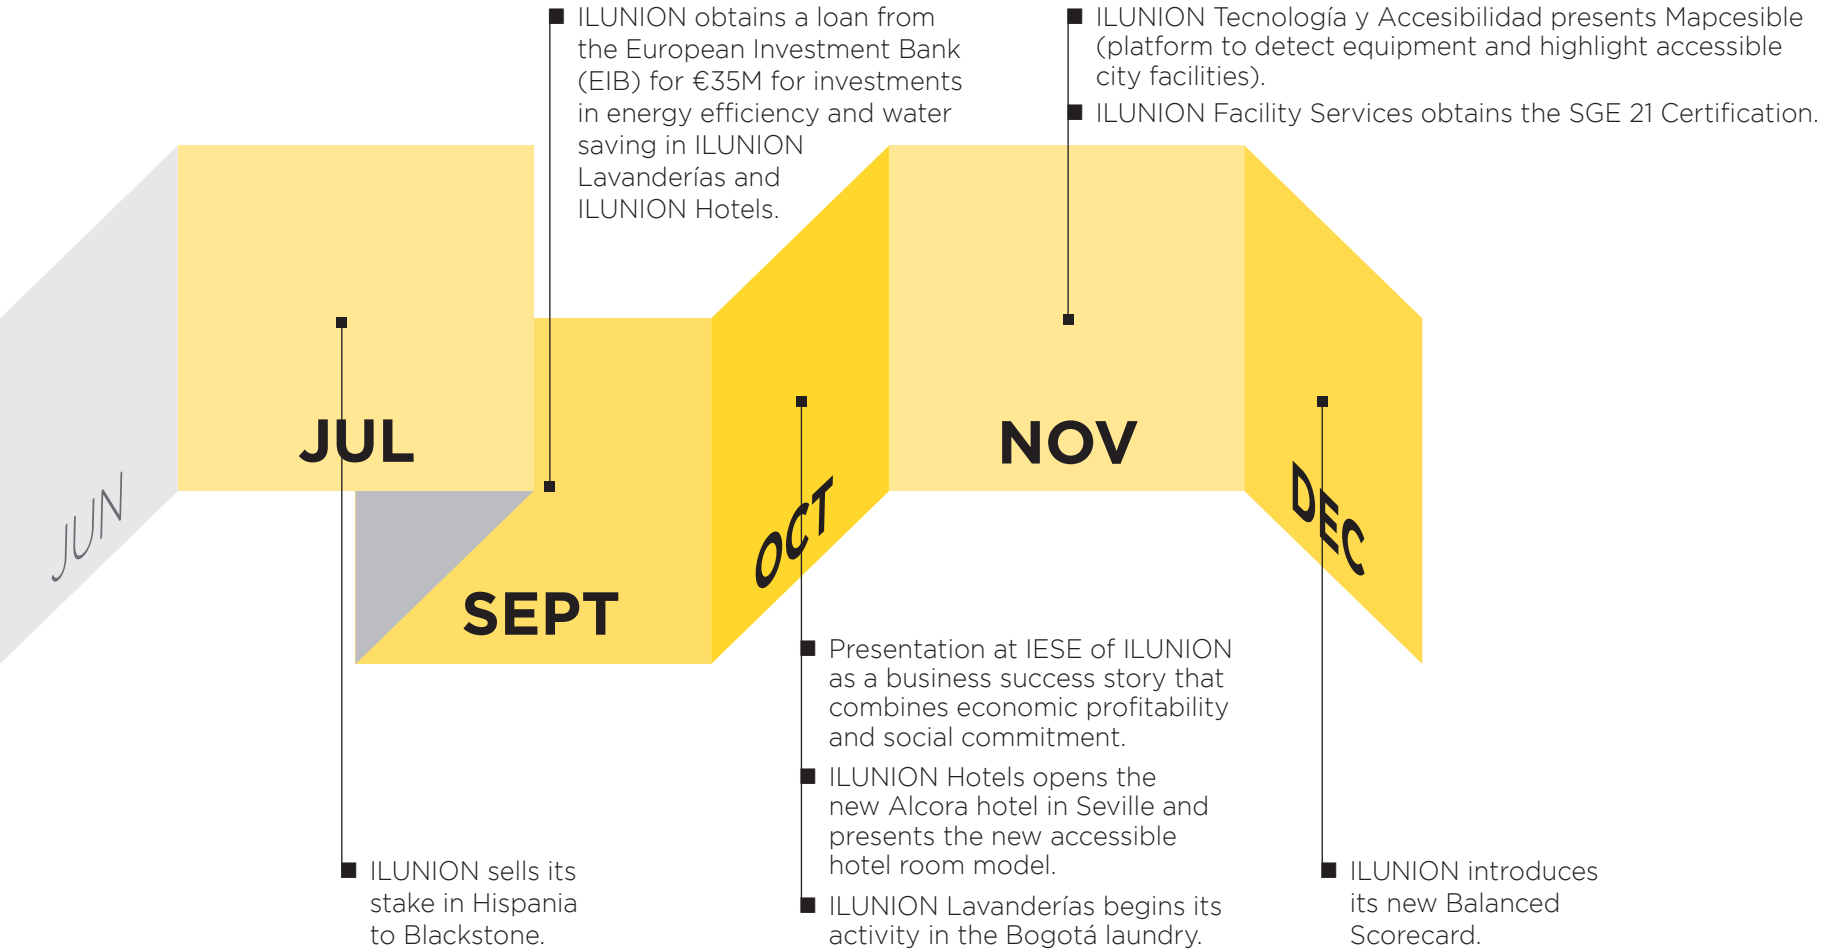 ILUNION obtains a loan from
the European Investment Bank
(EIB) for €35M for investments
in energy efficiency and water
saving in ILUNION
Lavanderías and
ILUNION Hotels.
ILUNION Tecnología y Accesibilidad presents Mapcesible
(platform to detect equipment and highlight accessible
city facilities).
ILUNION Facility Services obtains the SGE 21 Certification.
JUN
JUL
SEPT
OCT
NOV
DEC
ILUNION sells its
stake in Hispania
to Blackstone.
Presentation at IESE of ILUNION
as a business success story that
combines economic profitability
and social commitment.
ILUNION Hotels opens the
new Alcora hotel in Seville and
presents the new accessible
hotel room model.
ILUNION Lavanderías begins its
activity in the Bogotá laundry.
ILUNION introduces
its new Balanced
Scorecard.